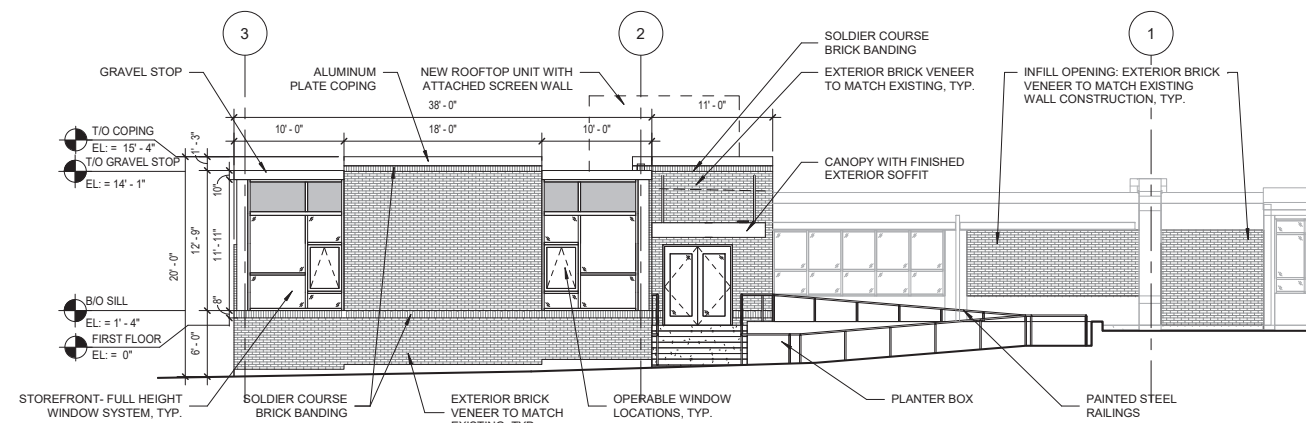 3
2
1
SOLDIER COURSE
BRICK BANDING
GRAVEL STOP
ALUMINUM
PLATE COPING
NEW ROOFTOP UNIT WITH
ATTACHED SCREEN WALL
EXTERIOR BRICK VENEER
TO MATCH EXISTING, TYP.
INFILL OPENING: EXTERIOR BRICK
VENEER TO MATCH EXISTING
WALL CONSTRUCTION, TYP.
38' - 0"
11' - 0"
10' - 0"
18' - 0"
10' - 0"
T/O COPING
EL: = 15' - 4"
T/O GRAVEL STOP
EL: = 14' - 1"
1' - 3"
10"
12' - 9"
11' - 11"
20' - 0"
8"
6' - 0"
CANOPY WITH FINISHED
EXTERIOR SOFFIT
B/O SILL
EL: = 1' - 4"
FIRST FLOOR
EL: = 0"
STOREFRONT- FULL HEIGHT
WINDOW SYSTEM, TYP.
SOLDIER COURSE
BRICK BANDING
EXTERIOR BRICK
VENEER TO MATCH
EXISTING, TYP.
OPERABLE WINDOW
LOCATIONS, TYP.
PLANTER BOX
PAINTED STEEL
RAILINGS